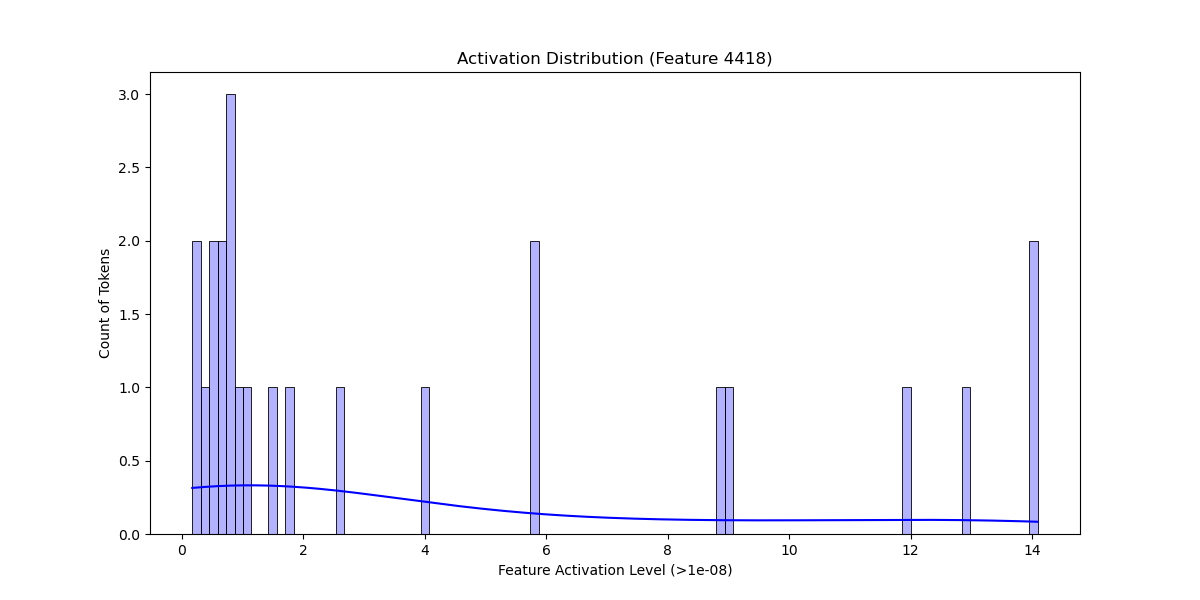 Activation Distribution (Feature 4418)
3.0
2.5
2.0
1.5
1.0
0.5
0.0
Count of Tokens
0 2 4 6 8 10 12 14
Feature Activation Level (>1e-08)